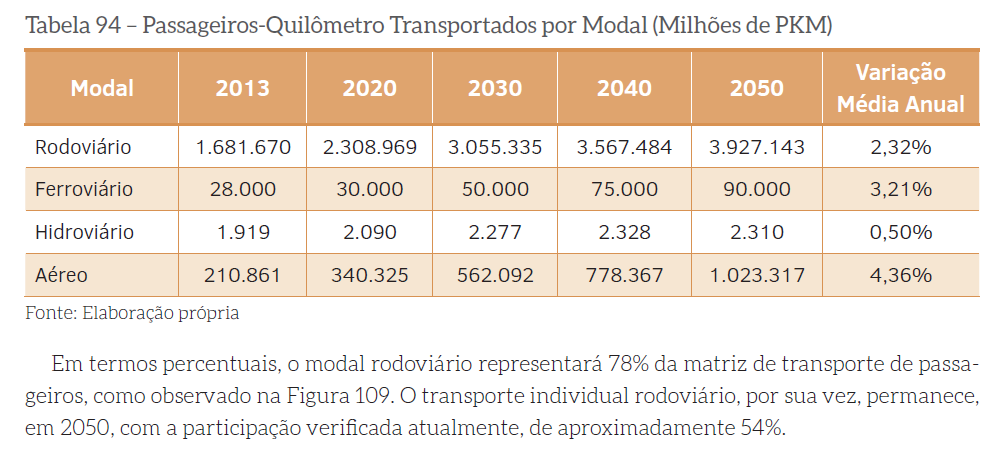 Tabela 94 – Passageiros-Quilômetro Transportados por Modal (Milhões de PKM)
Modal 2013 2020 2030 2040 2050 Variação Média Anual
Rodoviário 1.681.670 2.308.969 3.055.335 3.567.484 3.927.143 2,32%
Ferroviário 28.000 30.000 50.000 75.000 90.000 3,21%
Hidroviário 1.919 2.090 2.277 2.328 2.310 0,50%
Aéreo 210.861 340.325 562.092 778.367 1.023.317 4,36%
Fonte: Elaboração própria
Em termos percentuais, o modal rodoviário representará 78% da matriz de transporte de passa-
geiros, como observado na Figura 109. O transporte individual rodoviário, por sua vez, permanece,
em 2050, com a participação verificada atualmente, de aproximadamente 54%.